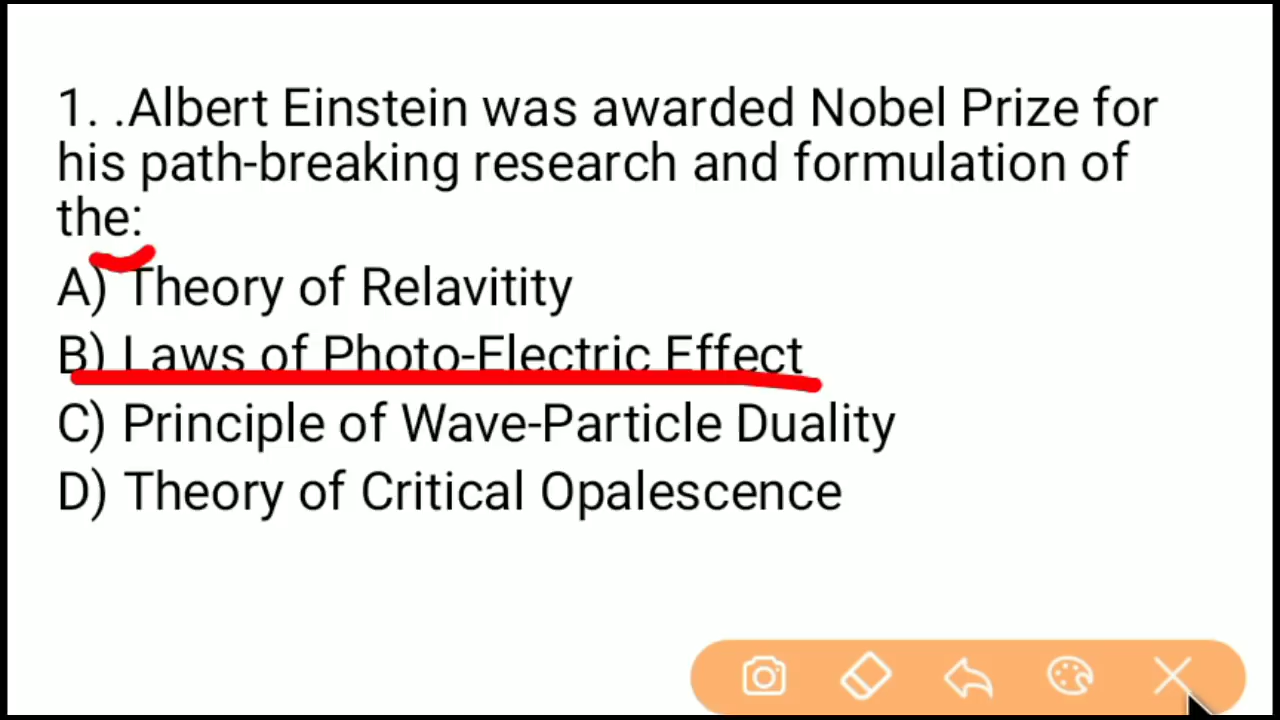 1. .Albert Einstein was awarded Nobel Prize for
his path-breaking research and formulation of
the:
A) Theory of Relavitity
B) Laws of Photo-Electric Effect
C) Principle of Wave-Particle Duality
D) Theory of Critical Opalescence